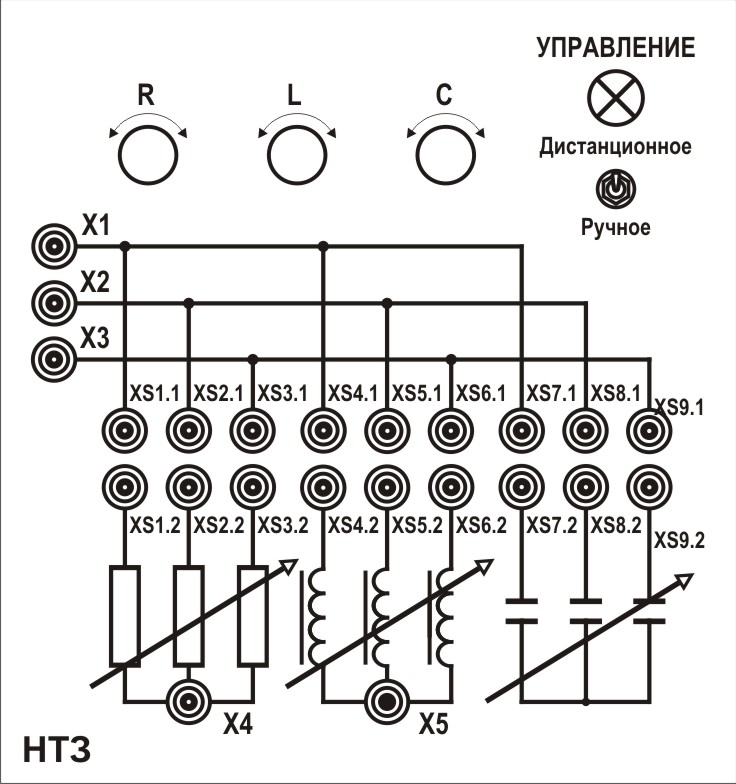 УПРАВЛЕНИЕ
R L C
Дистанционное
Ручное
X1
X2
X3
XS1.1 XS2.1 XS3.1 XS4.1 XS5.1 XS6.1 XS7.1 XS8.1 XS9.1
XS1.2 XS2.2 XS3.2 XS4.2 XS5.2 XS6.2 XS7.2 XS8.2 XS9.2
X4 X5
НТЗ